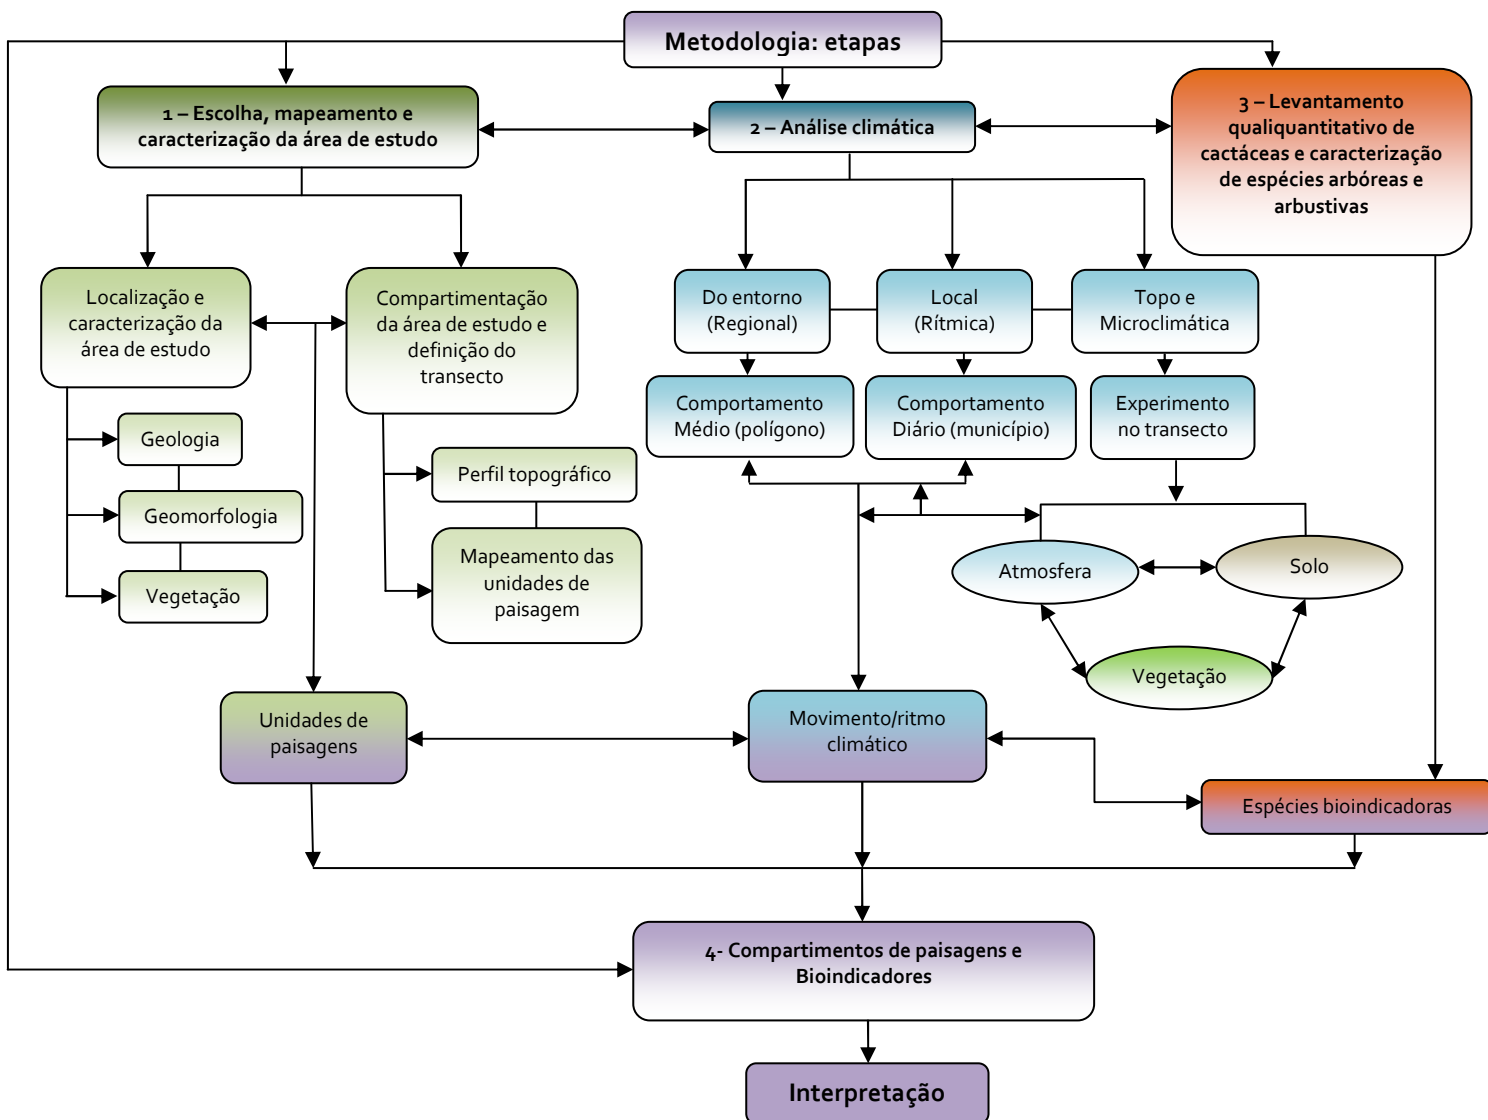 Metodologia: etapas
1 – Escolha, mapeamento e
caracterização da área de estudo
2 – Análise climática
3 – Levantamento
qualiquantitativo de
cactáceas e caracterização
de espécies arbóreas e
arbustivas
Localização e
caracterização da
área de estudo
Compartimentação
da área de estudo e
definição do
transecto
Do entorno
(Regional)
Local
(Rítmica)
Topo e
Microclimática
Comportamento
Médio (polígono)
Comportamento
Diário (município)
Experimento
no transecto
Geologia
Geomorfologia
Vegetação
Perfil topográfico
Mapeamento das
unidades de
paisagem
Atmosfera
Solo
Vegetação
Unidades de
paisagens
Movimento/ritmo
climático
Espécies bioindicadoras
4- Compartimentos de paisagens e
Bioindicadores
Interpretação